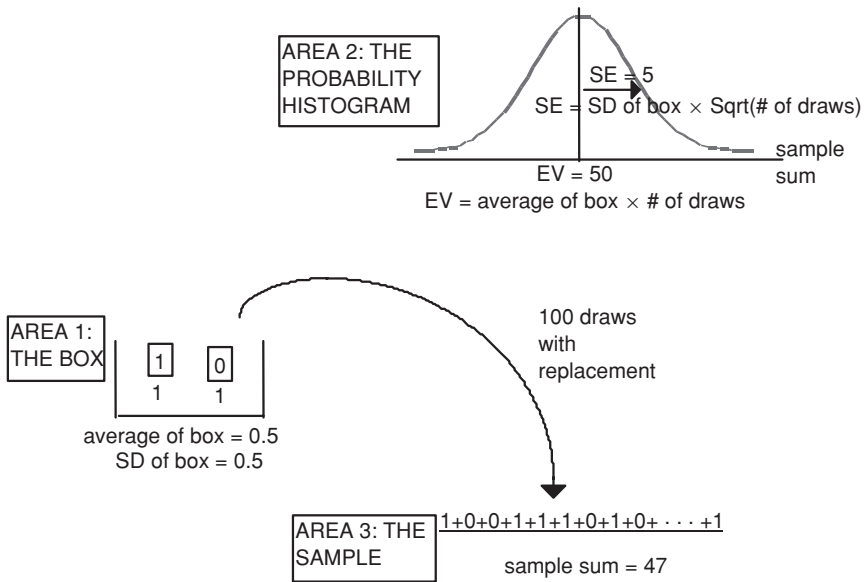 AREA 2: THE
PROBABILITY
HISTOGRAM
SE = 5
SE = SD of box × Sqrt(# of draws)
sample
sum
EV = 50
EV = average of box × # of draws
AREA 1:
THE BOX
1 0
1 1
average of box = 0.5
SD of box = 0.5
100 draws
with
replacement
AREA 3: THE
SAMPLE
1+0+0+1+1+1+0+1+0+ · · · +1
sample sum = 47